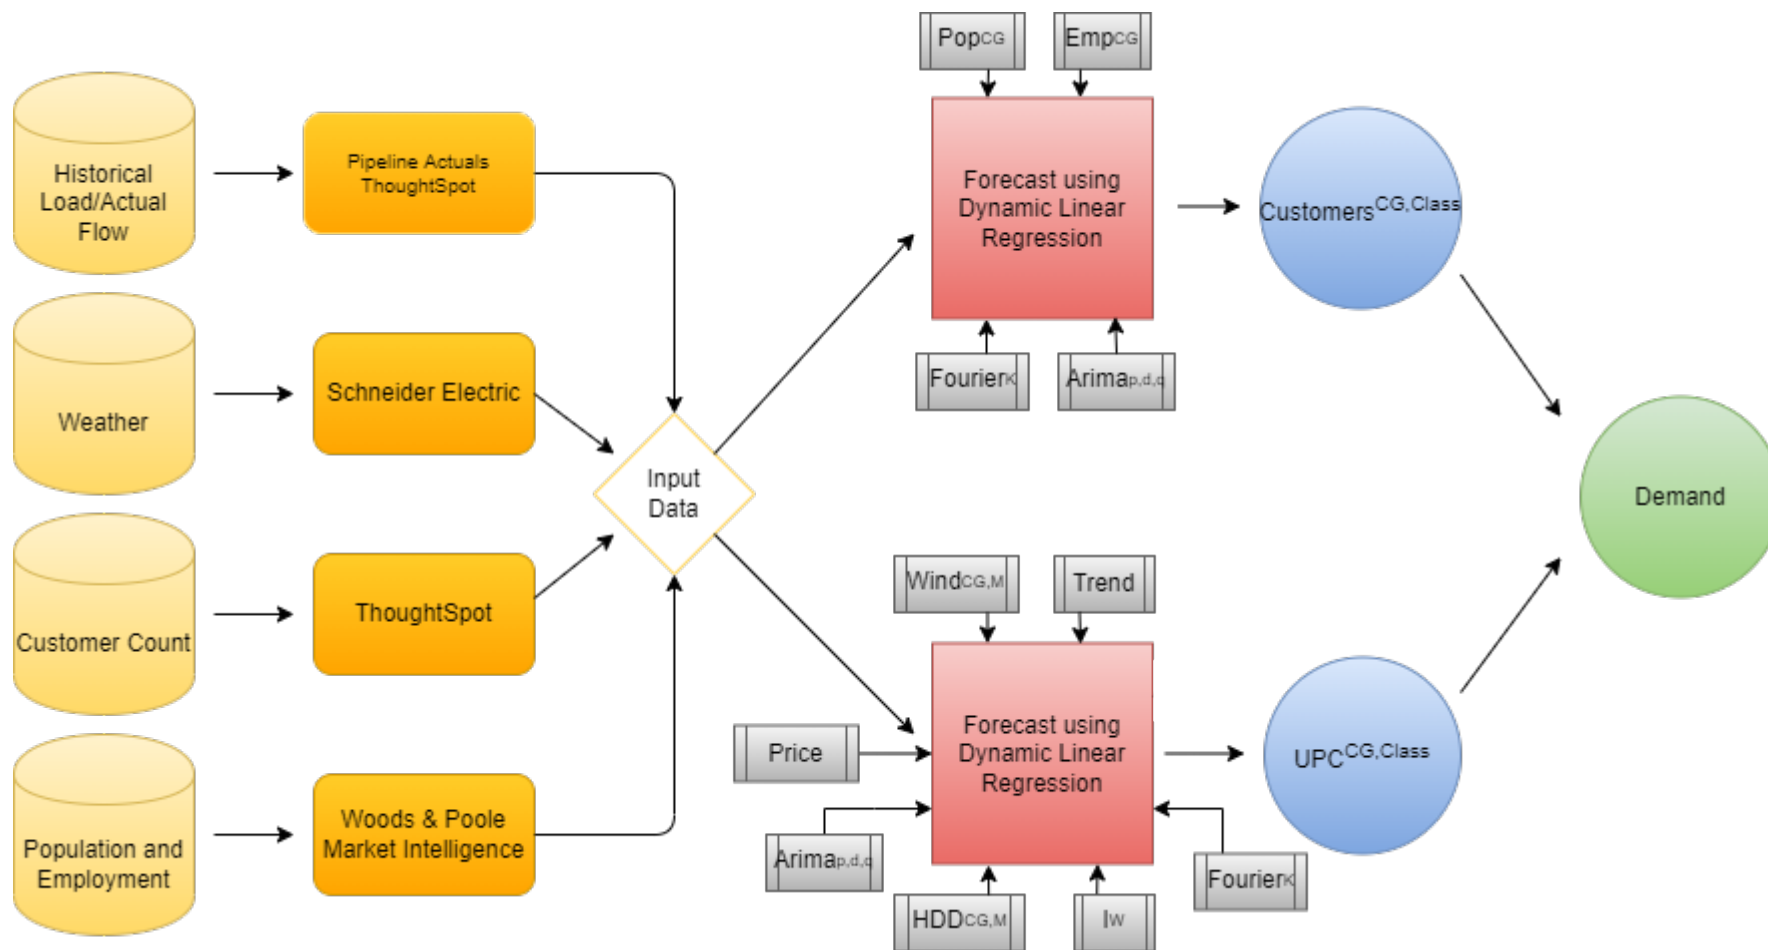 Historical
Load/Actual
Flow
Pipeline Actuals
ThoughtSpot
Weather
Schneider Electric
Customer Count
ThoughtSpot
Population and
Employment
Woods & Poole
Market Intelligence
Input
Data
PopCG
EmpCG
Forecast using
Dynamic Linear
Regression
FourierK
Arimap,d,q
CustomersCG,Class
WindCG,M
Trend
Price
Forecast using
Dynamic Linear
Regression
Arimap,d,q
HDDCG,M
IW
FourierK
UPCCG,Class
Demand